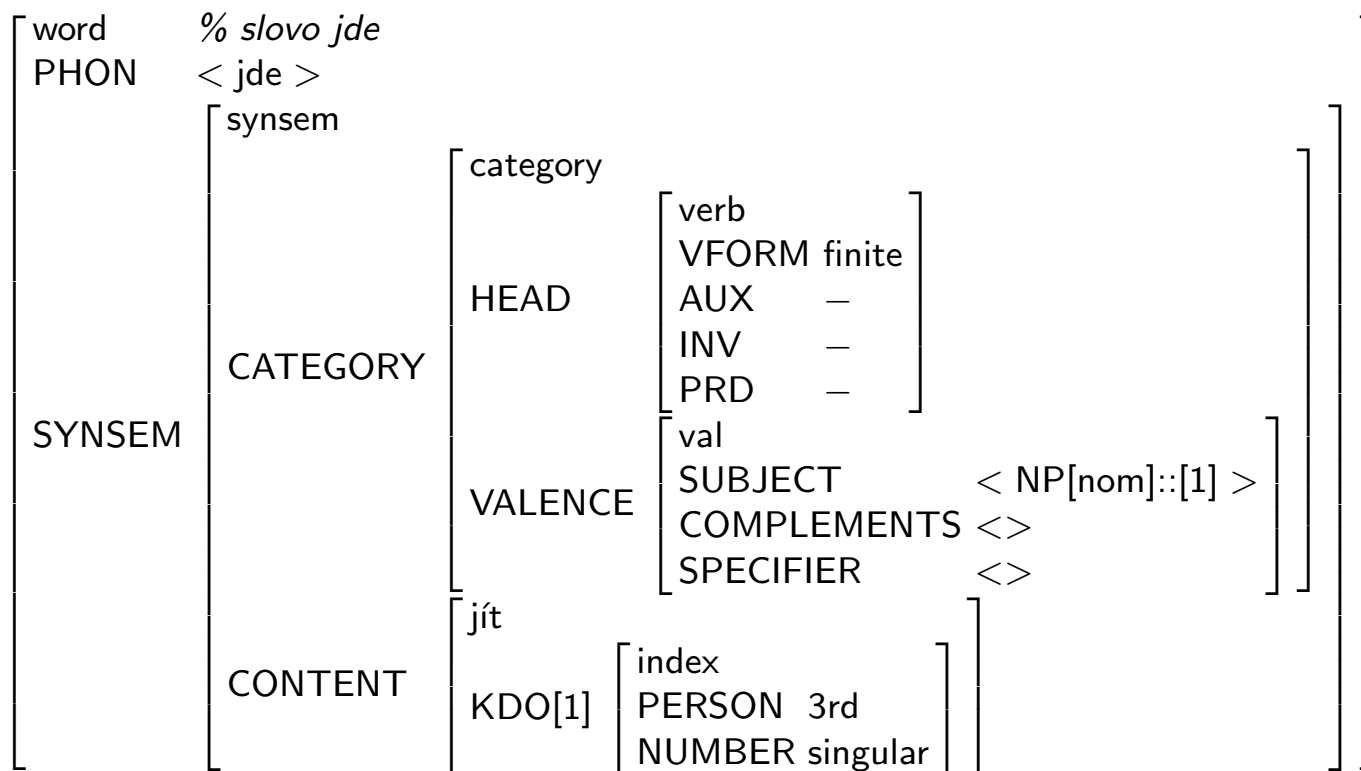 word % slovo jde
PHON < jde >
synsem
category
verb
VFORM finite
HEAD AUX −
INV −
CATEGORY PRD −
SYNSEM val
SUBJECT < NP[nom]::[1] >
VALENCE COMPLEMENTS <>
SPECIFIER <>
jít
index
CONTENT KDO[1] PERSON 3rd
NUMBER singular